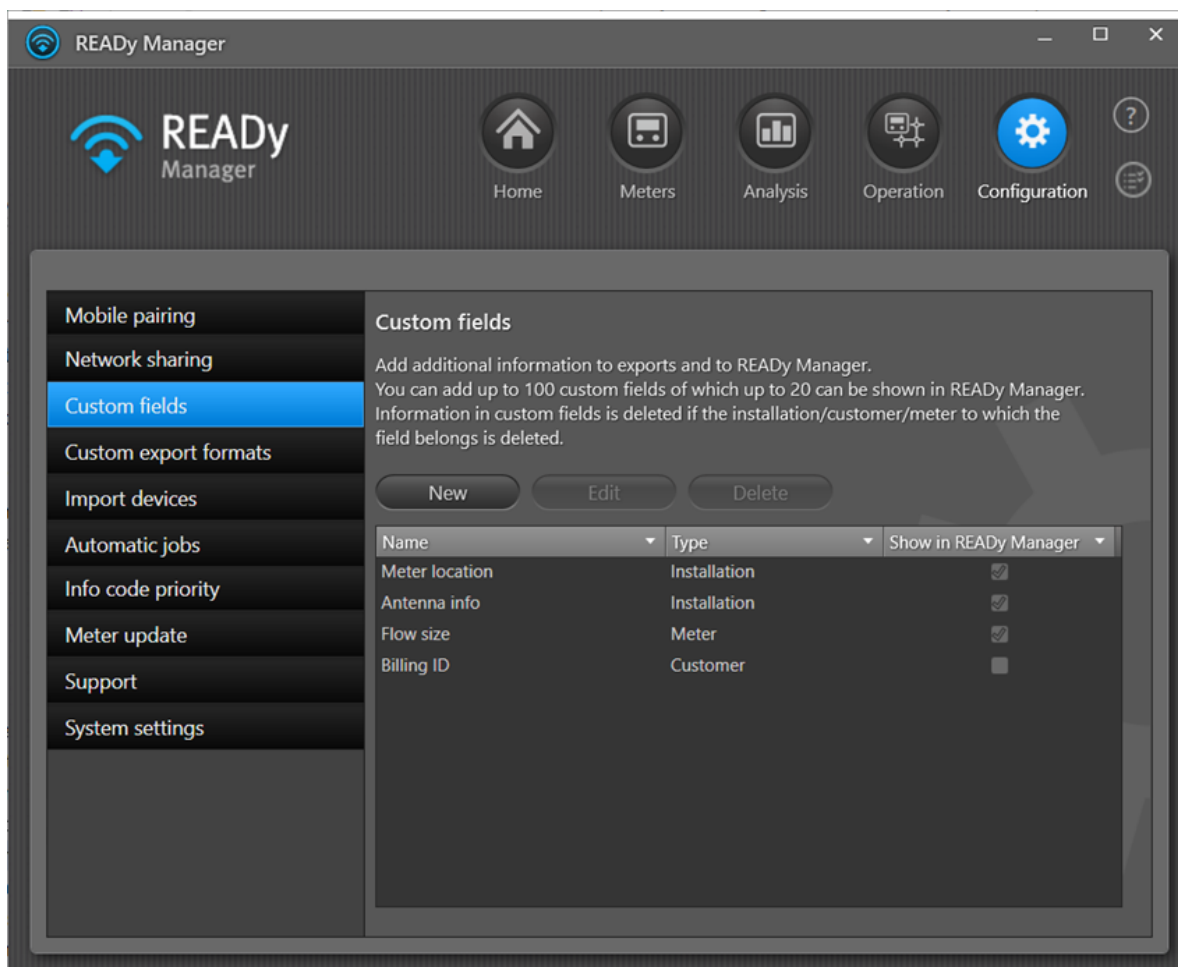 READy Manager
READy
Manager
Home
Meters
Analysis
Operation
Configuration
?
Mobile pairing
Network sharing
Custom fields
Custom export formats
Import devices
Automatic jobs
Info code priority
Meter update
Support
System settings
Custom fields
Add additional information to exports and to READy Manager.
You can add up to 100 custom fields of which up to 20 can be shown in READy Manager.
Information in custom fields is deleted if the installation/customer/meter to which the
field belongs is deleted.
New Edit Delete
Name Type Show in READy Manager
Meter location Installation
Antenna info Installation
Flow size Meter
Billing ID Customer